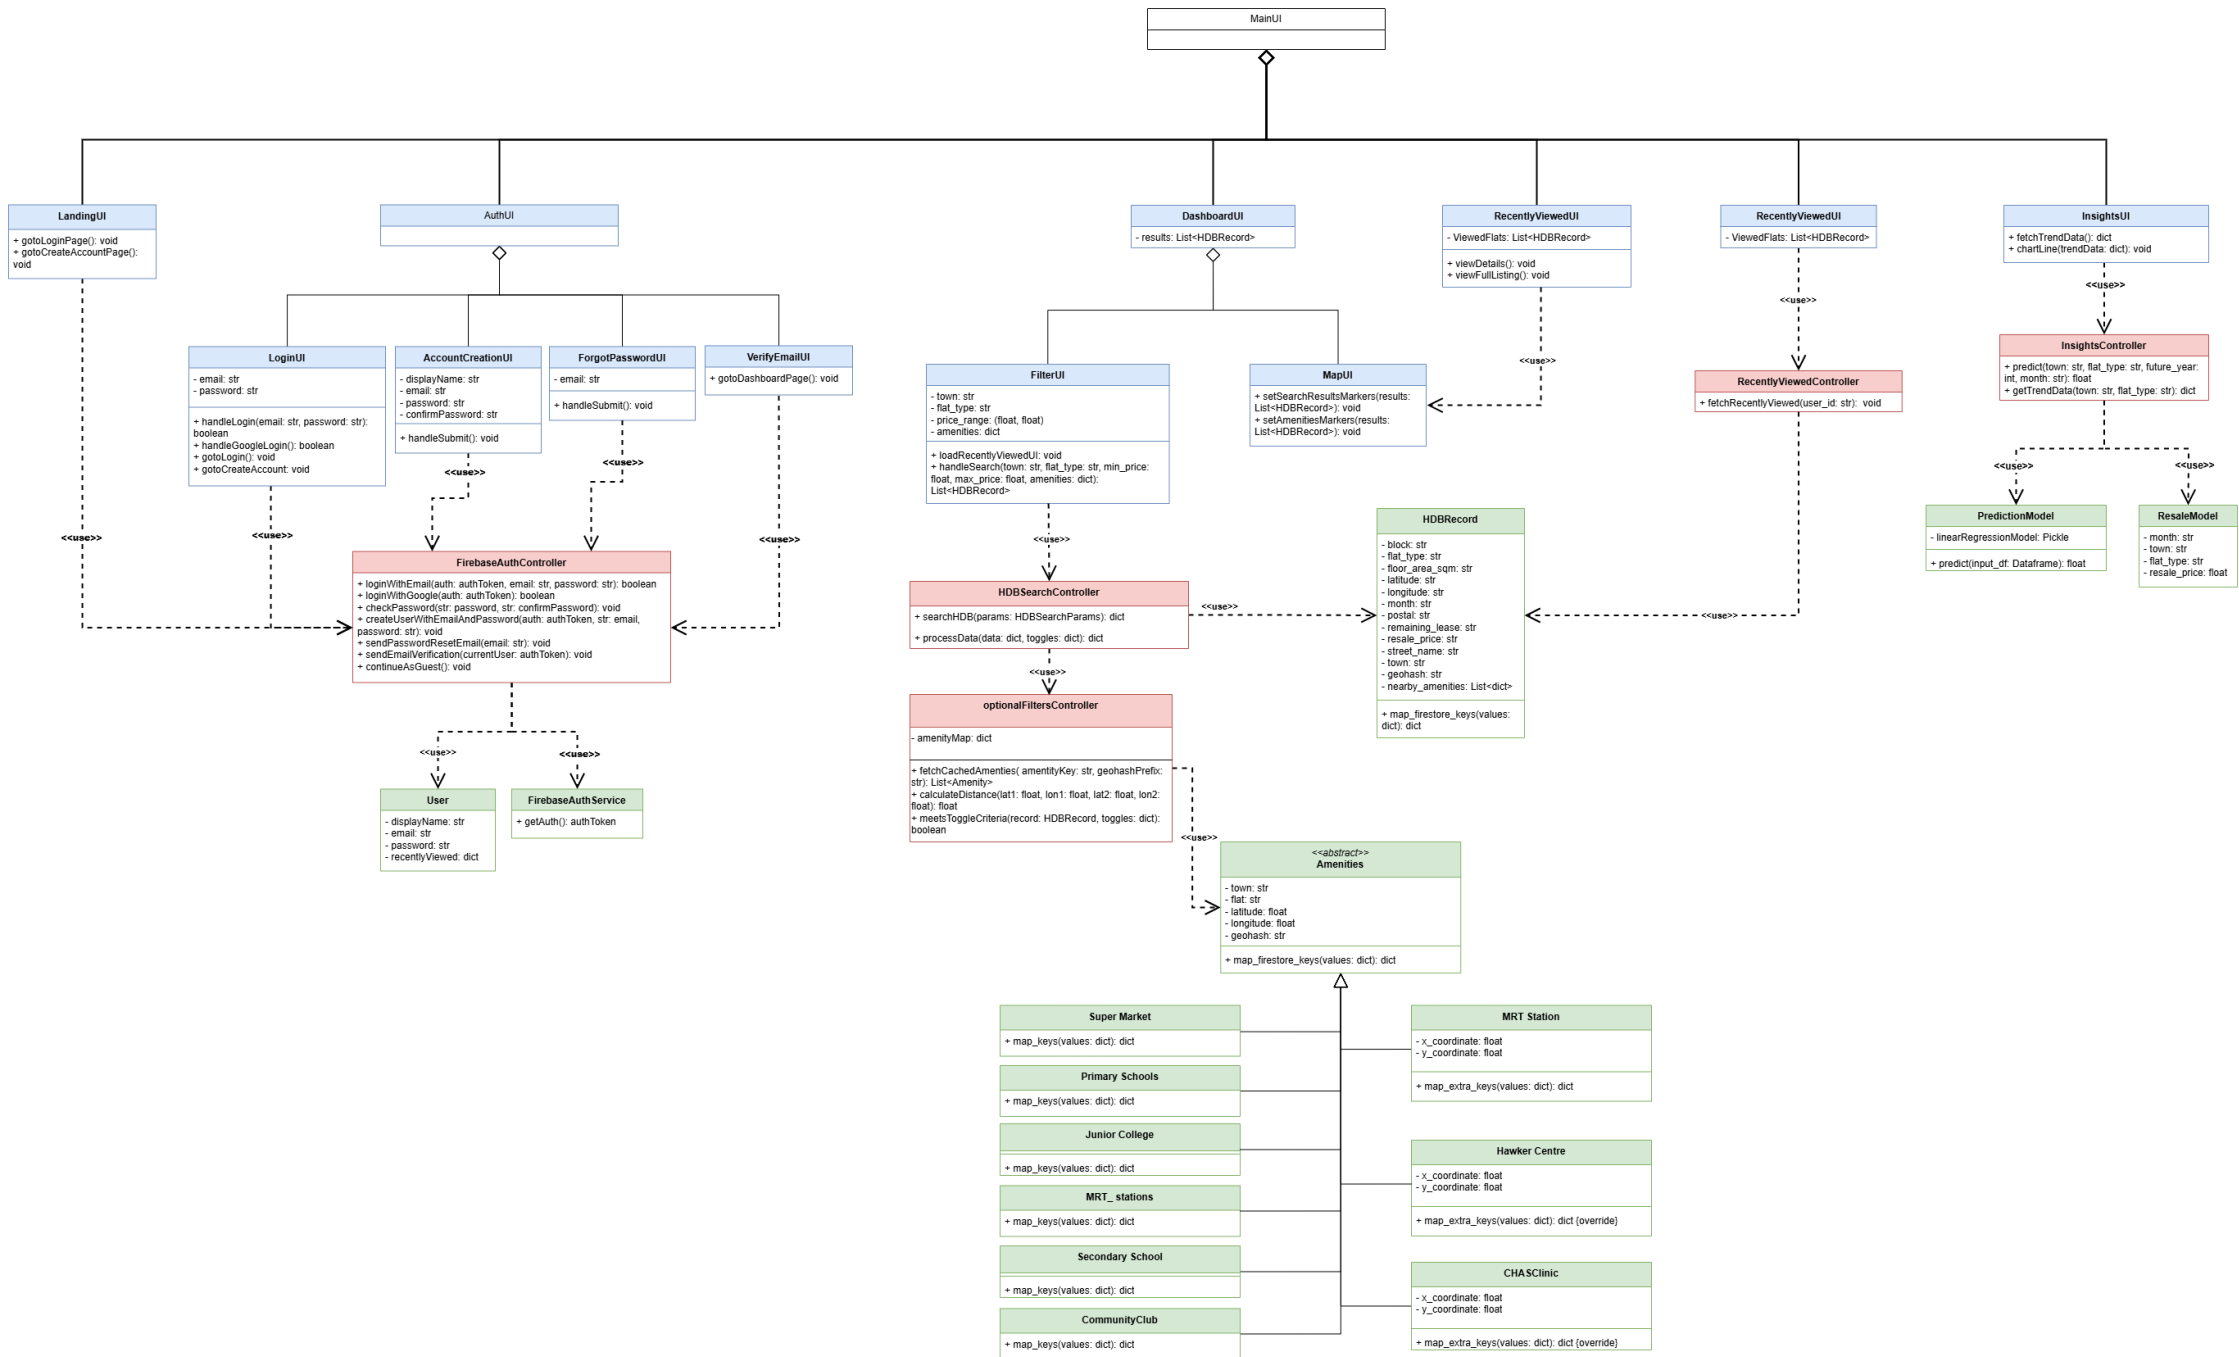 MainUI
LandingUI
+ gotoLoginPage(): void
+ gotoCreateAccountPage():
void
AuthUI
DashboardUI
- results: List<HDBRecord>
RecentlyViewedUI
- ViewedFlats: List<HDBRecord>
+ viewDetails(): void
+ viewFullListing(): void
RecentlyViewedUI
- ViewedFlats: List<HDBRecord>
InsightsUI
+ fetchTrendData(): dict
+ chartLine(trendData: dict): void
<<use>>
<<use>>
LoginUI
- email: str
- password: str
+ handleLogin(email: str, password: str):
boolean
+ handleGoogleLogin(): boolean
+ gotoLogin(): void
+ gotoCreateAccount: void
AccountCreationUI
- displayName: str
- email: str
- password: str
- confirmPassword: str
+ handleSubmit(): void
ForgotPasswordUI
- email: str
+ handleSubmit(): void
VerifyEmailUI
+ gotoDashboardPage(): void
FilterUI
- town: str
- flat_type: str
- price_range: (float, float)
- amenities: dict
+ loadRecentlyViewedUI: void
+ handleSearch(town: str, flat_type: str, min_price:
float, max_price: float, amenities: dict):
List<HDBRecord>
MapUI
+ setSearchResultsMarkers(results:
List<HDBRecord>): void
+ setAmenitiesMarkers(results:
List<HDBRecord>): void
<<use>>
RecentlyViewedController
+ fetchRecentlyViewed(user_id: str):  void
InsightsController
+ predict(town: str, flat_type: str, future_year:
int, month: str): float
+ getTrendData(town: str, flat_type: str): dict
<<use>>
<<use>>
<<use>>
<<use>>
<<use>>
<<use>>
<<use>>
<<use>>
FirebaseAuthController
+ loginWithEmail(auth: authToken, email: str, password: str): boolean
+ loginWithGoogle(auth: authToken): boolean
+ checkPassword(str: password, str: confirmPassword): void
+ createUserWithEmailAndPassword(auth: authToken, str: email,
password: str): void
+ sendPasswordResetEmail(email: str): void
+ sendEmailVerification(currentUser: authToken): void
+ continueAsGuest(): void
HDBSearchController
+ searchHDB(params: HDBSearchParams): dict
+ processData(data: dict, toggles: dict): dict
<<use>>
HDBRecord
- block: str
- flat_type: str
- floor_area_sqm: str
- latitude: str
- longitude: str
- month: str
- postal: str
- remaining_lease: str
- resale_price: str
- street_name: str
- town: str
- geohash: str
- nearby_amenities: List<dict>
+ map_firestore_keys(values:
dict): dict
<<use>>
PredictionModel
- linearRegressionModel: Pickle
+ predict(input_df: Dataframe): float
ResaleModel
- month: str
- town: str
- flat_type: str
- resale_price: float
<<use>>
optionalFiltersController
- amenityMap: dict
+ fetchCachedAmenties( amentityKey: str, geohashPrefix:
str): List<Amenity>
+ calculateDistance(lat1: float, lon1: float, lat2: float, lon2:
float): float
+ meetsToggleCriteria(record: HDBRecord, toggles: dict):
boolean
<<use>>
<<use>>
User
- displayName: str
- email: str
- password: str
- recentlyViewed: dict
FirebaseAuthService
+ getAuth(): authToken
<<use>>
<<abstract>>
Amenities
- town: str
- flat: str
- latitude: float
- longitude: float
- geohash: str
+ map_firestore_keys(values: dict): dict
Super Market
+ map_keys(values: dict): dict
Primary Schools
+ map_keys(values: dict): dict
Junior College
+ map_keys(values: dict): dict
MRT_ stations
+ map_keys(values: dict): dict
Secondary School
+ map_keys(values: dict): dict
CommunityClub
+ map_keys(values: dict): dict
MRT Station
- x_coordinate: float
- y_coordinate: float
+ map_extra_keys(values: dict): dict
Hawker Centre
- x_coordinate: float
- y_coordinate: float
+ map_extra_keys(values: dict): dict {override}
CHASClinic
- x_coordinate: float
- y_coordinate: float
+ map_extra_keys(values: dict): dict {override}